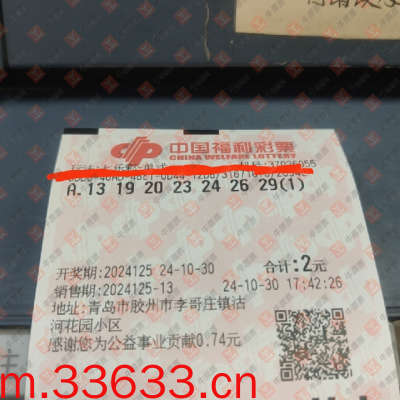 中国福利彩票
CHINA WELFARE LOTTERY
A.13 19 20 23 24 26 29(1)
开奖期:2024125 24-10-30 合计:2元
销售期:2024125-13 24-10-30 17:42:26
地址:青岛市胶州市李哥庄镇沽
河花园小区
感谢您为公益事业贡献0.74元
m.33633.cn